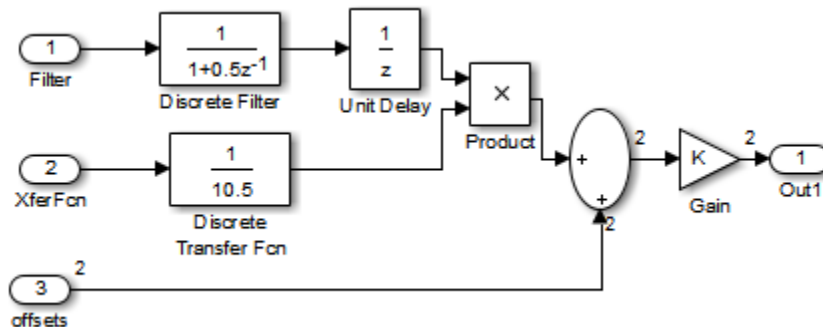 1
Filter
1
1+0.5z-1
Discrete Filter
1
z
Unit Delay
×
Product
2
XferFcn
1
10.5
Discrete
Transfer Fcn
3
offsets
2
+
+
2
2
K
Gain
2
1
Out1